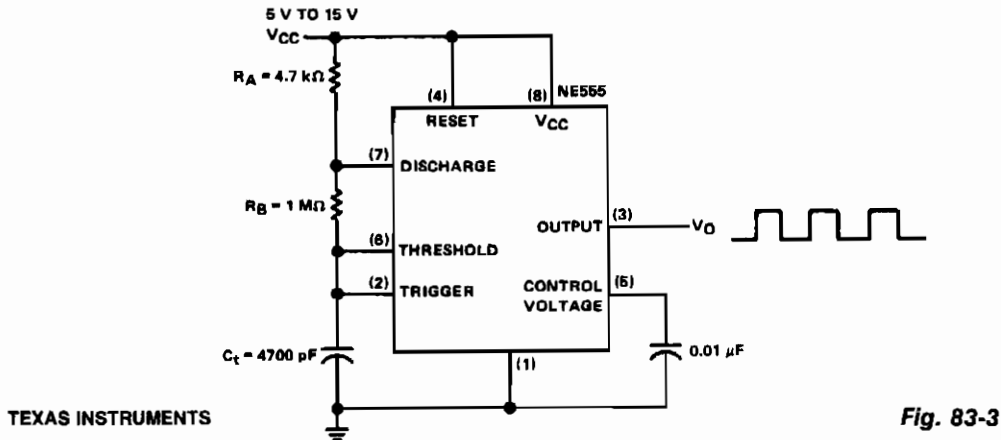 5 V TO 15 V
VCC
RA = 4.7 kΩ
(4)
(8)
NE555
RESET
VCC
(7)
DISCHARGE
RB = 1 MΩ
OUTPUT
(3)
VO
(6)
THRESHOLD
(2)
TRIGGER
CONTROL
VOLTAGE
(5)
Ct = 4700 pF
0.01 μF
(1)
TEXAS INSTRUMENTS
Fig. 83-3